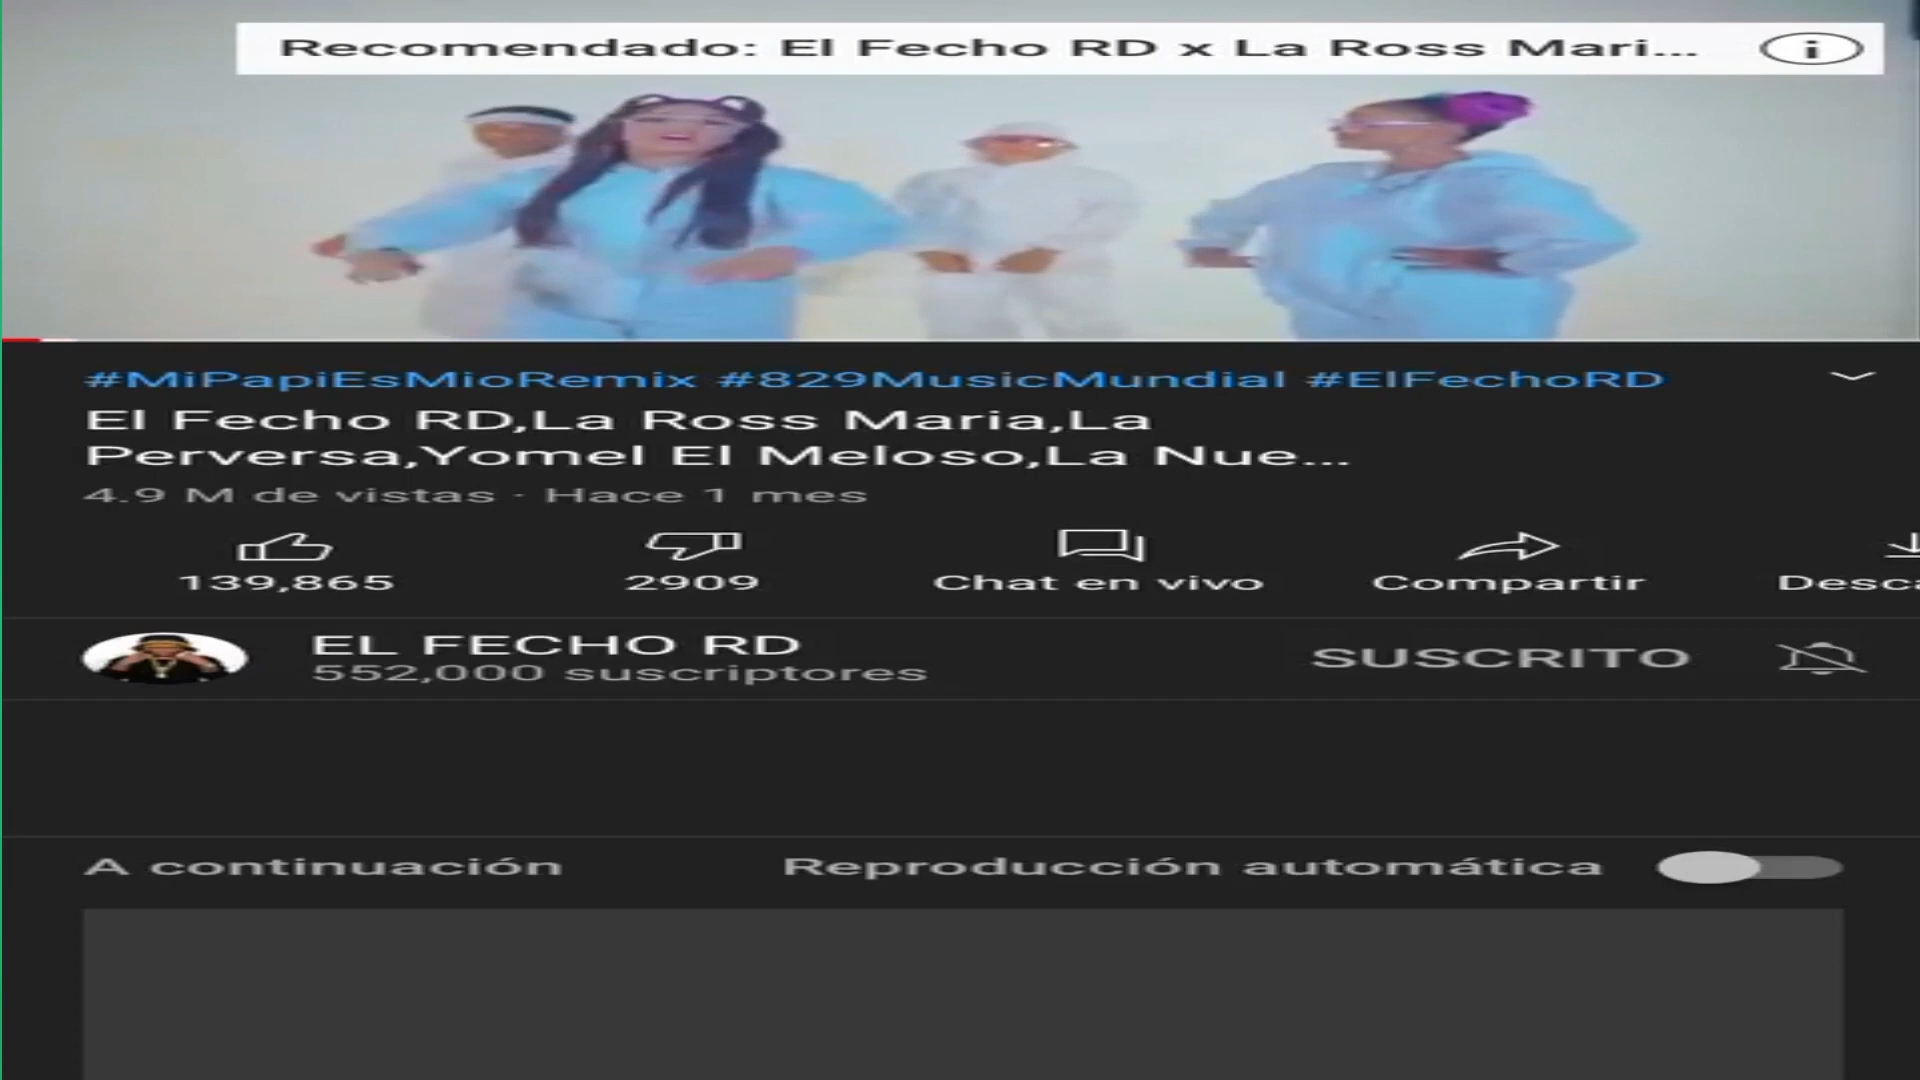 Recomendado: El Fecho RD x La Ross Mari...
#MiPapiEsMioRemix #829MusicMundial #ElFechoRD
El Fecho RD,La Ross Maria,La
Perversa,Yomel El Meloso,La Nue...
4.9 M de vistas · Hace 1 mes
139,865 2909 Chat en vivo Compartir Desca
EL FECHO RD
552,000 suscriptores
SUSCRITO
A continuación Reproducción automática